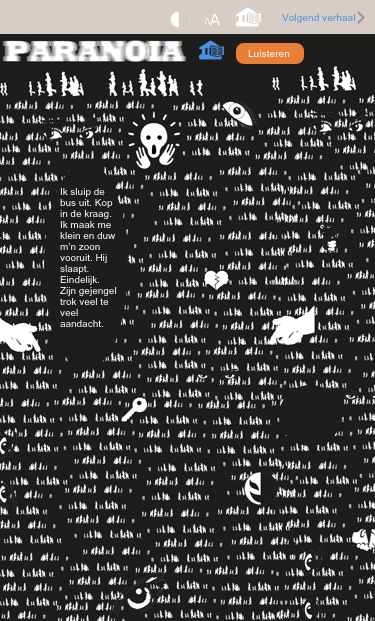 AA
Volgend verhaal
PARANOIA
Luisteren
Ik sluip de
bus uit. Kop
in de kraag.
Ik maak me
klein en duw
m'n zoon
vooruit. Hij
slaapt.
Eindelijk.
Zijn gejengel
trok veel te
veel
aandacht.